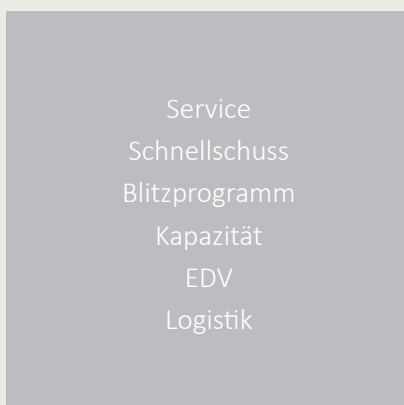 Service
Schnellschuss
Blitzprogramm
Kapazität
EDV
Logistik